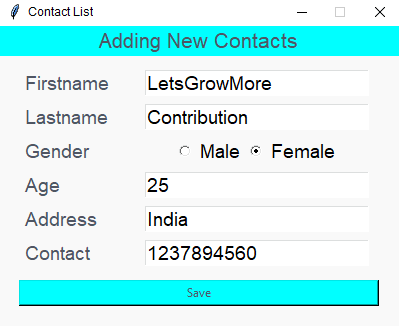 Contact List
Adding New Contacts
Firstname LetsGrowMore
Lastname Contribution
Gender Male Female
Age 25
Address India
Contact 1237894560
Save